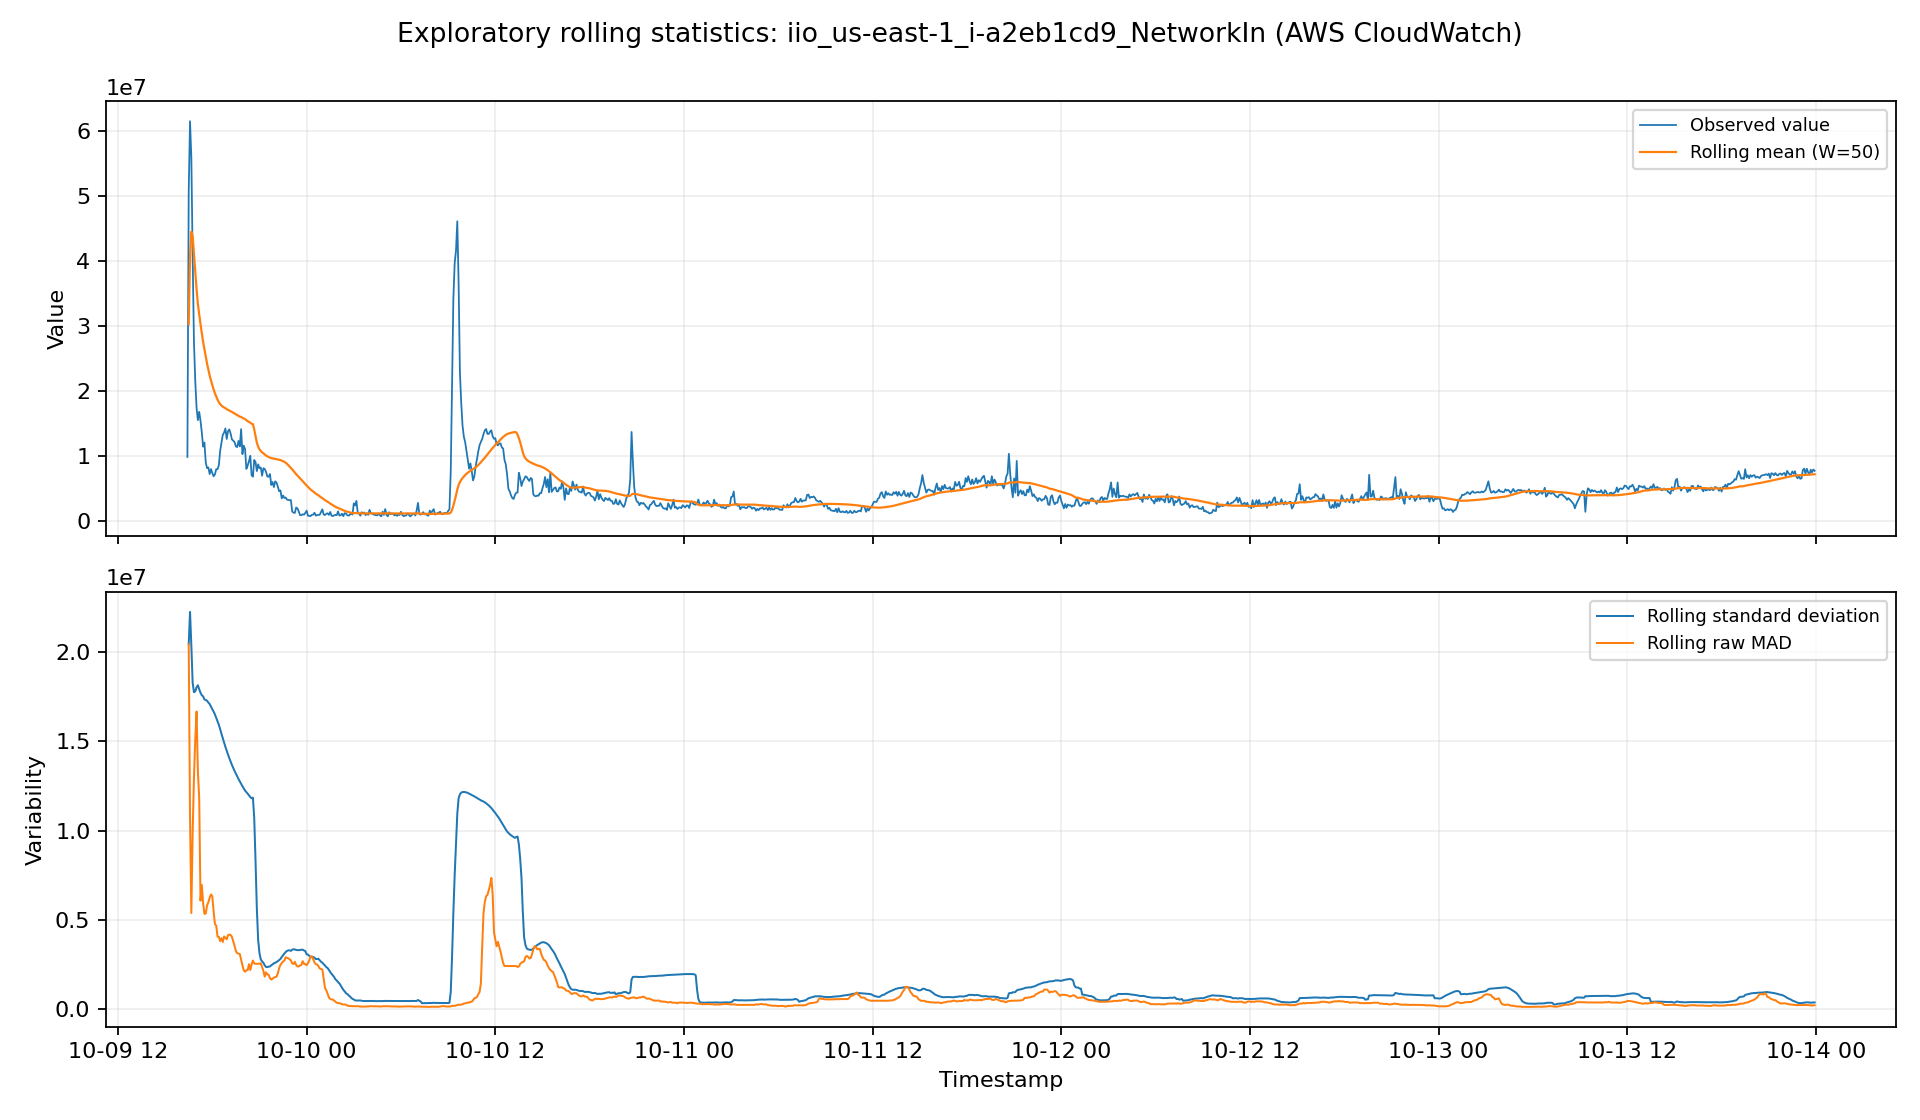 Exploratory rolling statistics: iio_us-east-1_i-a2eb1cd9_NetworkIn (AWS CloudWatch)
1e7
6
5
4
3
2
1
0
Value
Observed value
Rolling mean (W=50)
1e7
2.0
1.5
1.0
0.5
0.0
Variability
Rolling standard deviation
Rolling raw MAD
10-09 12
10-10 00
10-10 12
10-11 00
10-11 12
10-12 00
10-12 12
10-13 00
10-13 12
10-14 00
Timestamp